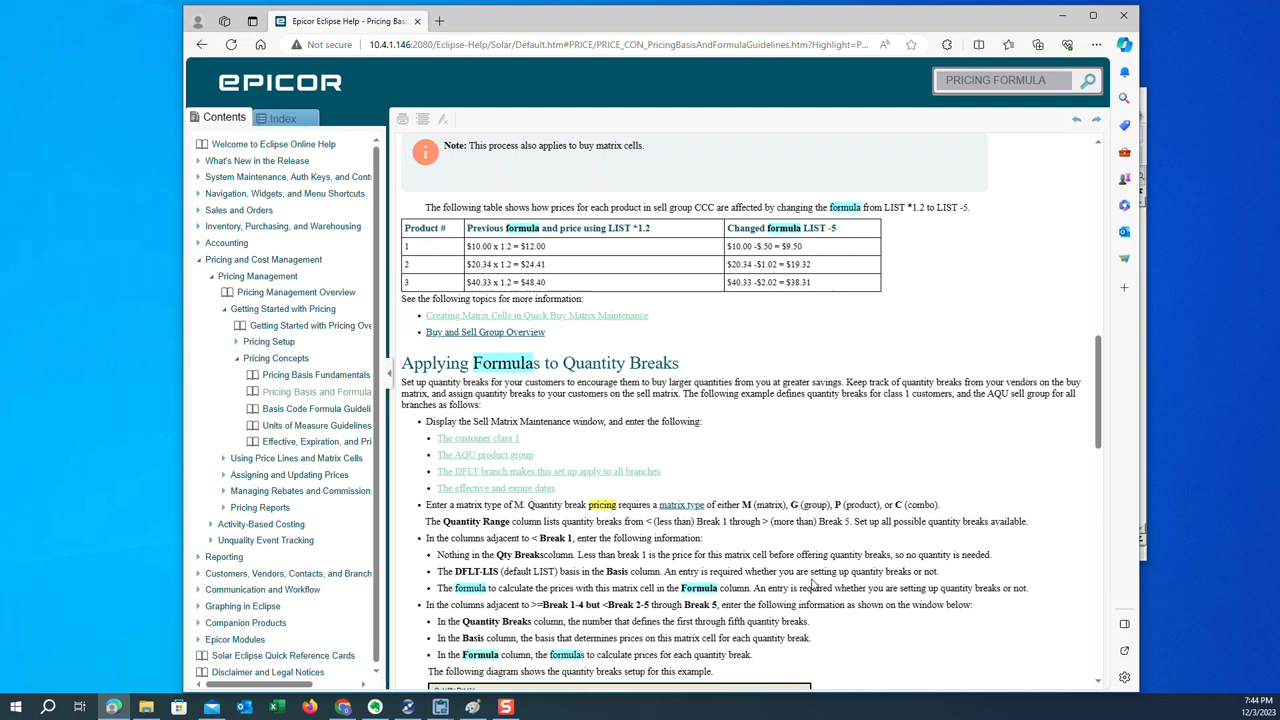 Epicor Eclipse Help - Pricing Basi
Not secure
10.4.1.146:2080/Eclipse-Help/Solar/Default.htm#PRICE/PRICE_CON_PricingBasisAndFormulaGuidelines.htm?Highlight=P...
EPICOR
PRICING FORMULA
Contents
Index
Welcome to Eclipse Online Help
What's New in the Release
System Maintenance, Auth Keys, and Cont
Navigation, Widgets, and Menu Shortcuts
Sales and Orders
Inventory, Purchasing, and Warehousing
Accounting
Pricing and Cost Management
Pricing Management
Pricing Management Overview
Getting Started with Pricing
Getting Started with Pricing Ove
Pricing Setup
Pricing Concepts
Pricing Basis Fundamentals
Pricing Basis and Formula
Basis Code Formula Guideli
Units of Measure Guidelines
Effective, Expiration, and Pri
Using Price Lines and Matrix Cells
Assigning and Updating Prices
Managing Rebates and Commission
Pricing Reports
Activity-Based Costing
Unquality Event Tracking
Reporting
Customers, Vendors, Contacts, and Branch
Communication and Workflow
Graphing in Eclipse
Companion Products
Epicor Modules
Solar Eclipse Quick Reference Cards
Disclaimer and Legal Notices
Note: This process also applies to buy matrix cells.
The following table shows how prices for each product in sell group CCC are affected by changing the formula from LIST *1.2 to LIST -5.
Product # Previous formula and price using LIST *1.2 Changed formula LIST -5
1 $10.00 x 1.2 = $12.00 $10.00 -$.50 = $9.50
2 $20.34 x 1.2 = $24.41 $20.34 -$1.02 = $19.32
3 $40.33 x 1.2 = $48.40 $40.33 -$2.02 = $38.31
See the following topics for more information:
• Creating Matrix Cells in Quick Buy Matrix Maintenance
• Buy and Sell Group Overview
Applying Formulas to Quantity Breaks
Set up quantity breaks for your customers to encourage them to buy larger quantities from you at greater savings. Keep track of quantity breaks from your vendors on the buy
matrix, and assign quantity breaks to your customers on the sell matrix. The following example defines quantity breaks for class 1 customers, and the AQU sell group for all
branches as follows:
• Display the Sell Matrix Maintenance window, and enter the following:
• The customer class 1
• The AQU product group
• The DFLT branch makes this set up apply to all branches
• The effective and expire dates
• Enter a matrix type of M. Quantity break pricing requires a matrix type of either M (matrix), G (group), P (product), or C (combo).
The Quantity Range column lists quantity breaks from < (less than) Break 1 through > (more than) Break 5. Set up all possible quantity breaks available.
• In the columns adjacent to < Break 1, enter the following information:
• Nothing in the Qty Breakscolumn. Less than break 1 is the price for this matrix cell before offering quantity breaks, so no quantity is needed.
• The DFLT-LIS (default LIST) basis in the Basis column. An entry is required whether you are setting up quantity breaks or not.
• The formula to calculate the prices with this matrix cell in the Formula column. An entry is required whether you are setting up quantity breaks or not.
• In the columns adjacent to >=Break 1-4 but <Break 2-5 through Break 5, enter the following information as shown on the window below:
• In the Quantity Breaks column, the number that defines the first through fifth quantity breaks.
• In the Basis column, the basis that determines prices on this matrix cell for each quantity break.
• In the Formula column, the formulas to calculate prices for each quantity break.
The following diagram shows the quantity breaks setup for this example.
7:44 PM
12/3/2023